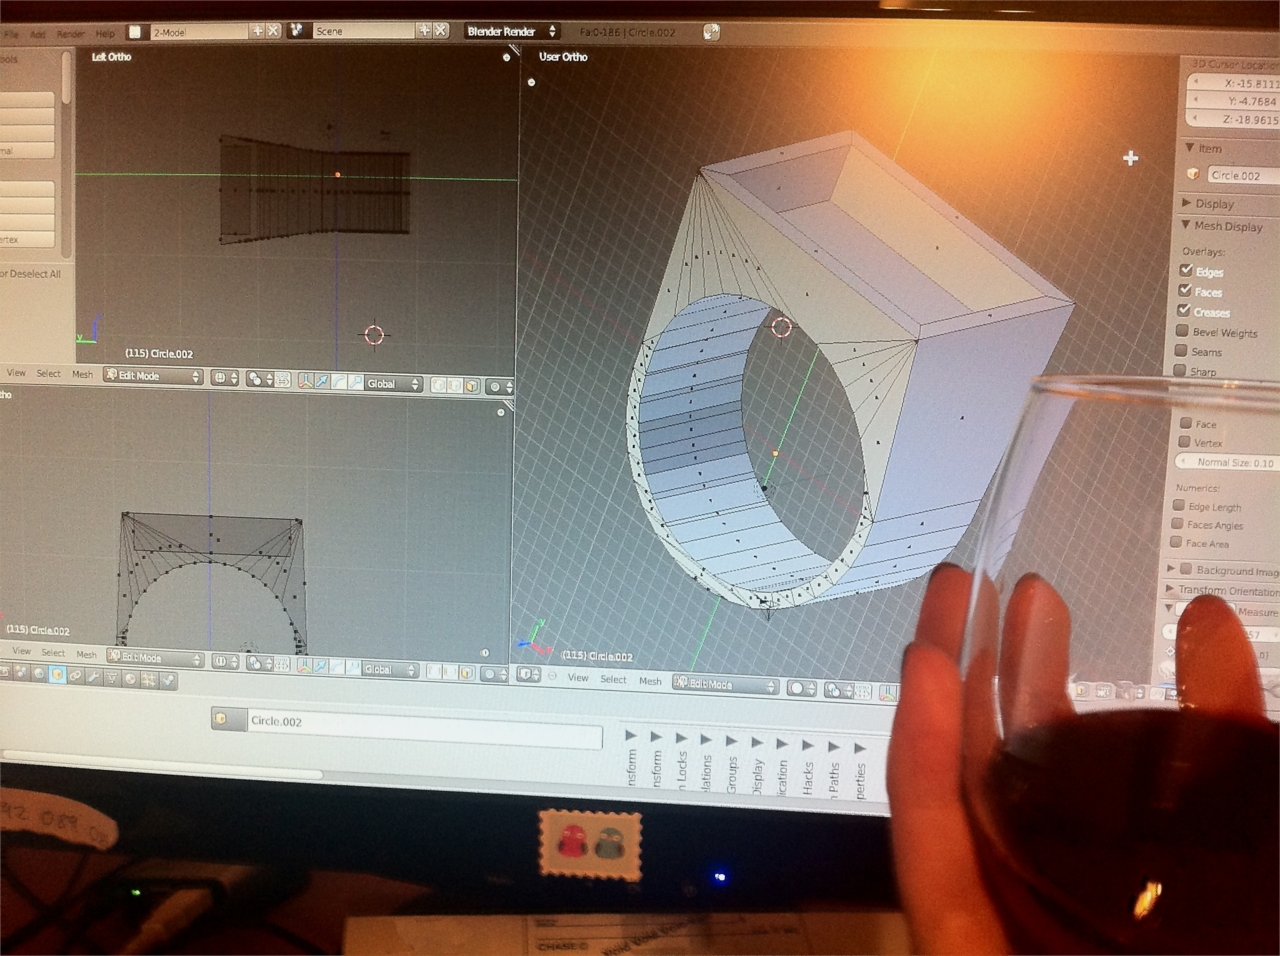 File Add Render Help
2-Model
Scene
Blender Render
Fa:0-186 | Circle.002
ools
Left Ortho
User Ortho
3D Cursor Locatio
X: -15.8111
Y: -4.7684
Z: -18.9615
Item
Circle.002
Display
Mesh Display
Overlays:
Edges
Faces
Creases
Bevel Weights
Seams
Sharp
Face
Vertex
Normal Size: 0.10
Numerics:
Edge Length
Faces Angles
Face Area
Background Imag
Transform Orientation
Measure
mal
ertex
or Deselect All
y
(115) Circle.002
View Select Mesh Edit Mode Global
tho
(115) Circle.002
View Select Mesh Edit Mode Global
y
(115) Circle.002
View Select Mesh Edit Mode
Circle.002
nsform
nsform
n Locks
elations
Groups
Display
ication
Hacks
n Paths
perties
CHASE